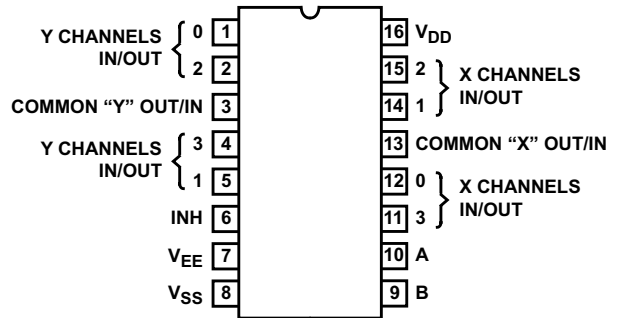 Y CHANNELS IN/OUT
0 1
2 2
COMMON “Y” OUT/IN 3
Y CHANNELS IN/OUT
3 4
1 5
INH 6
VEE 7
VSS 8
16 VDD
15 2
14 1
X CHANNELS IN/OUT
13 COMMON “X” OUT/IN
12 0
11 3
X CHANNELS IN/OUT
10 A
9 B